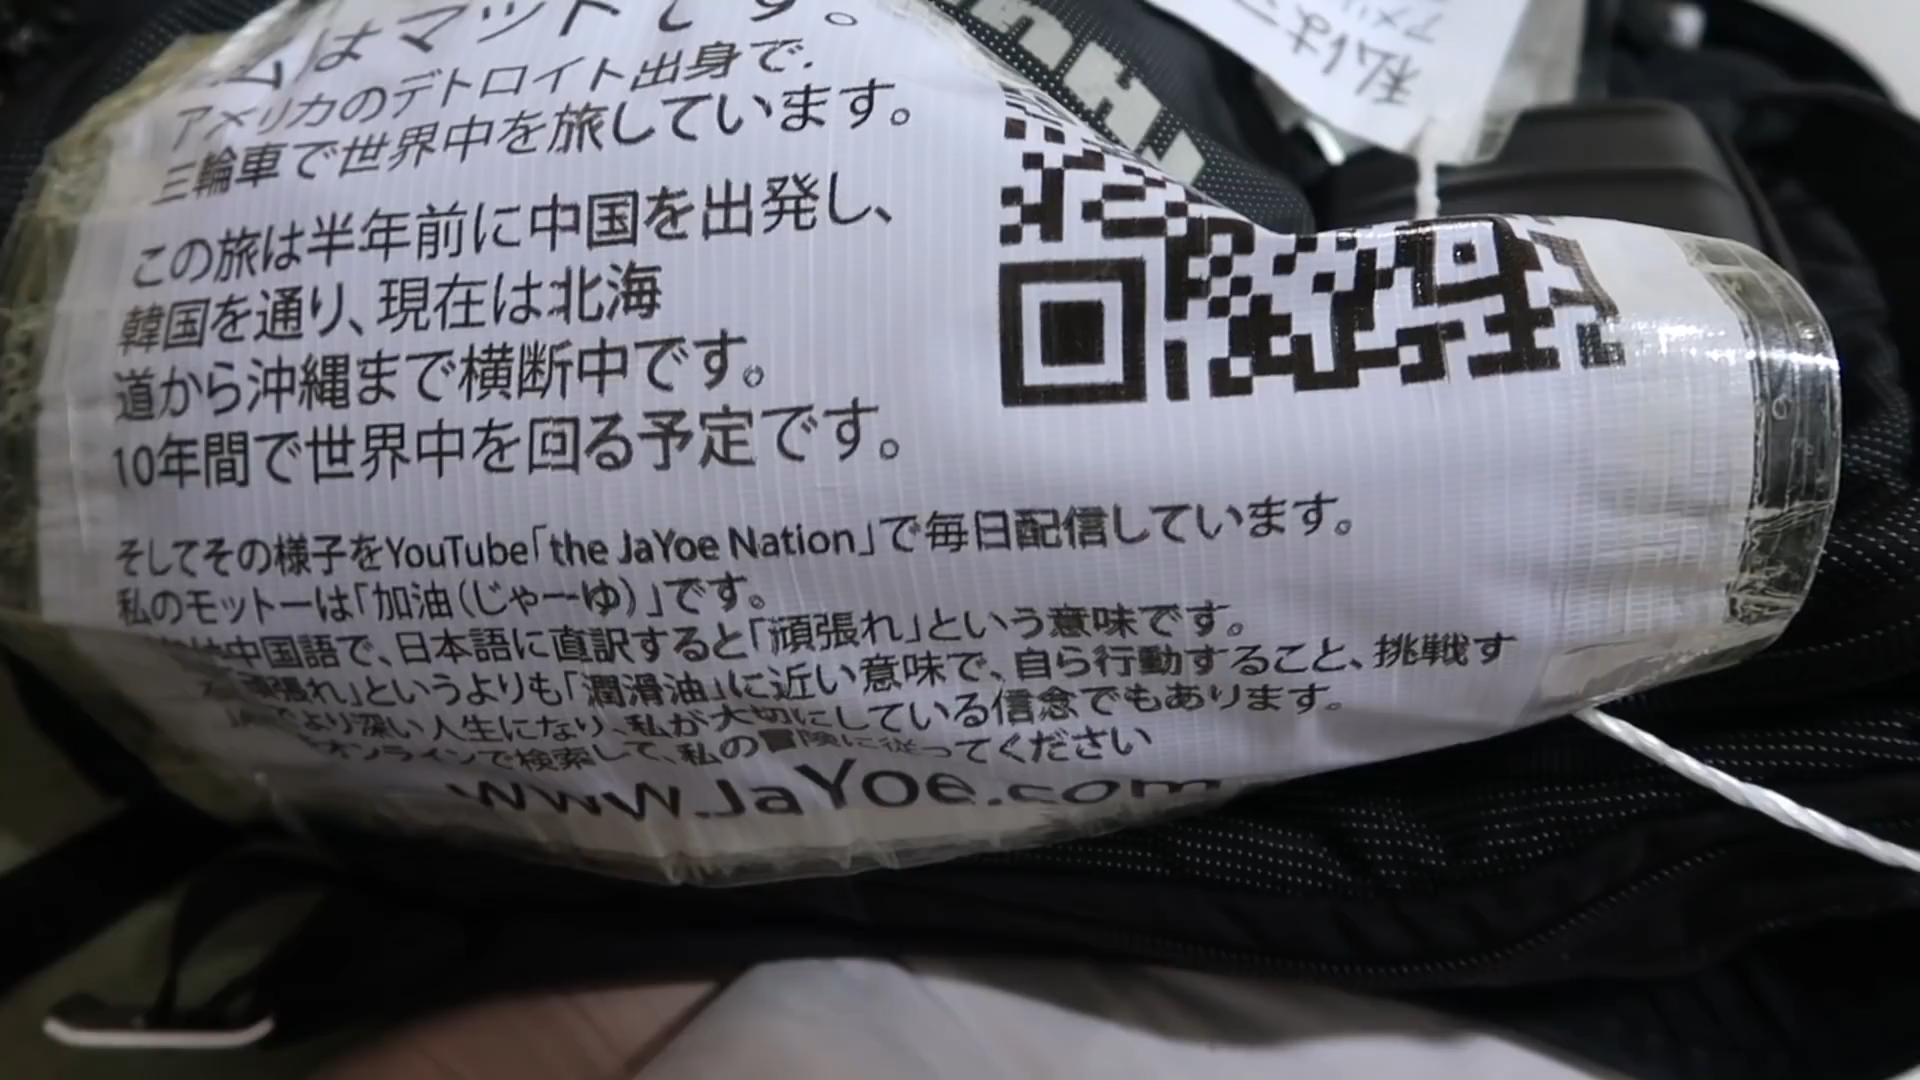 はマットです。
アメリカのデトロイト出身で.
三輪車で世界中を旅しています。
この旅は半年前に中国を出発し、
韓国を通り、現在は北海
道から沖縄まで横断中です。
10年間で世界中を回る予定です。
そしてその様子をYouTube「the JaYoe Nation」で毎日配信しています。
私のモットーは「加油(じゃーゆ)」です。
は中国語で、日本語に直訳すると「頑張れ」という意味です。
頑張れ」というよりも「潤滑油」に近い意味で、自ら行動すること、挑戦す
より深い人生になり、私が大切にしている信念でもあります。
オンラインで検索して、私の冒険に従ってください
www.JaYoe.com
私は
アメリ